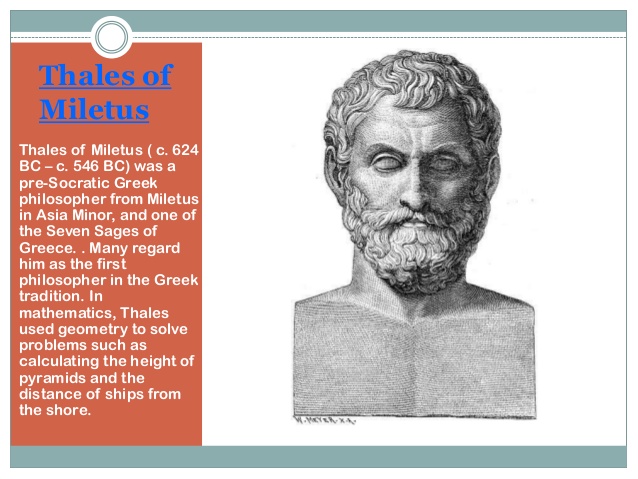 Thales of
Miletus
Thales of Miletus ( c. 624
BC – c. 546 BC) was a
pre-Socratic Greek
philosopher from Miletus
in Asia Minor, and one of
the Seven Sages of
Greece. . Many regard
him as the first
philosopher in the Greek
tradition. In
mathematics, Thales
used geometry to solve
problems such as
calculating the height of
pyramids and the
distance of ships from
the shore.
W. MEYER. X.A.